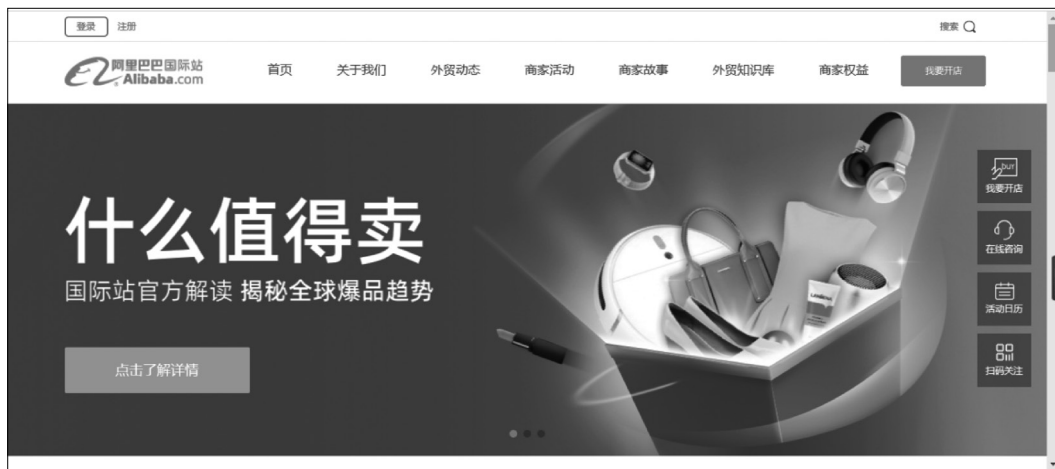 登录 注册 搜索
阿里巴巴国际站
Alibaba.com
首页 关于我们 外贸动态 商家活动 商家故事 外贸知识库 商家权益 我要开店
什么值得卖
国际站官方解读 揭秘全球爆品趋势
点击了解详情
BUY
我要开店
在线咨询
活动日历
扫码关注